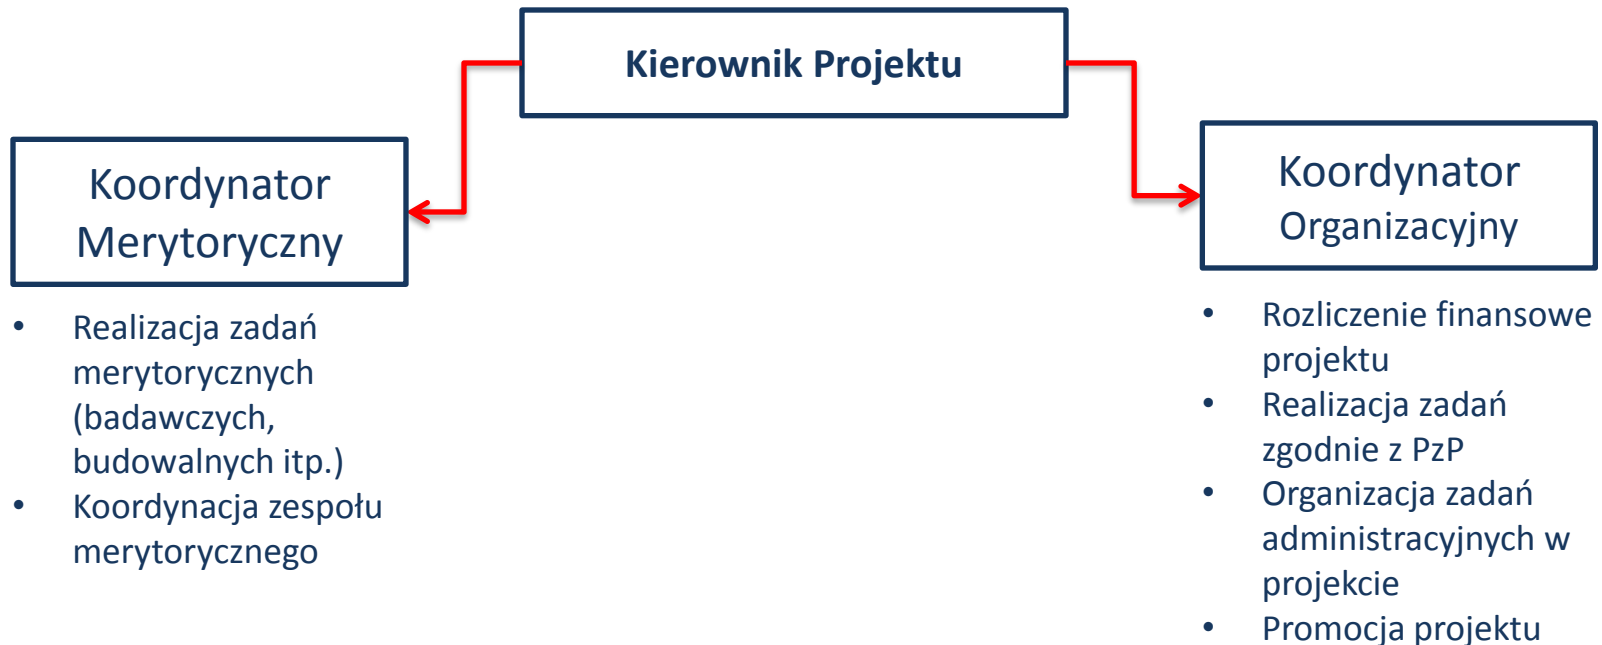 Kierownik Projektu
Koordynator
Merytoryczny
• Realizacja zadań
merytorycznych
(badawczych,
budowalnych itp.)
• Koordynacja zespołu
merytorycznego
Koordynator
Organizacyjny
• Rozliczenie finansowe
projektu
• Realizacja zadań
zgodnie z PzP
• Organizacja zadań
administracyjnych w
projekcie
• Promocja projektu